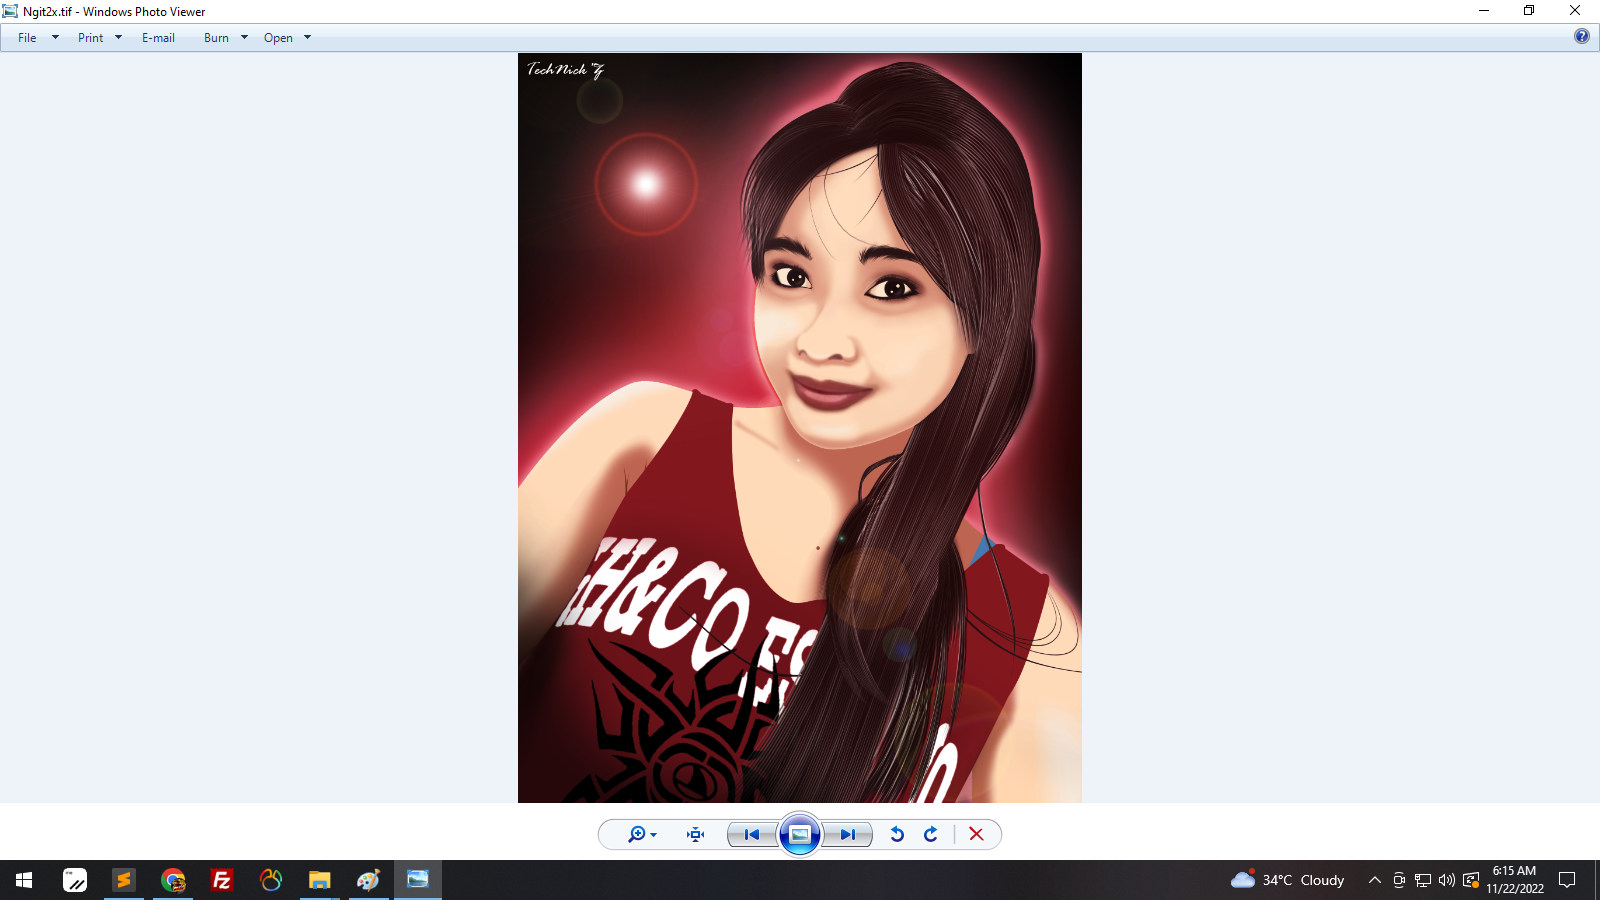 Ngit2x.tif - Windows Photo Viewer
File Print E-mail Burn Open
TechNick'Z
H&CO
34°C Cloudy
6:15 AM
11/22/2022